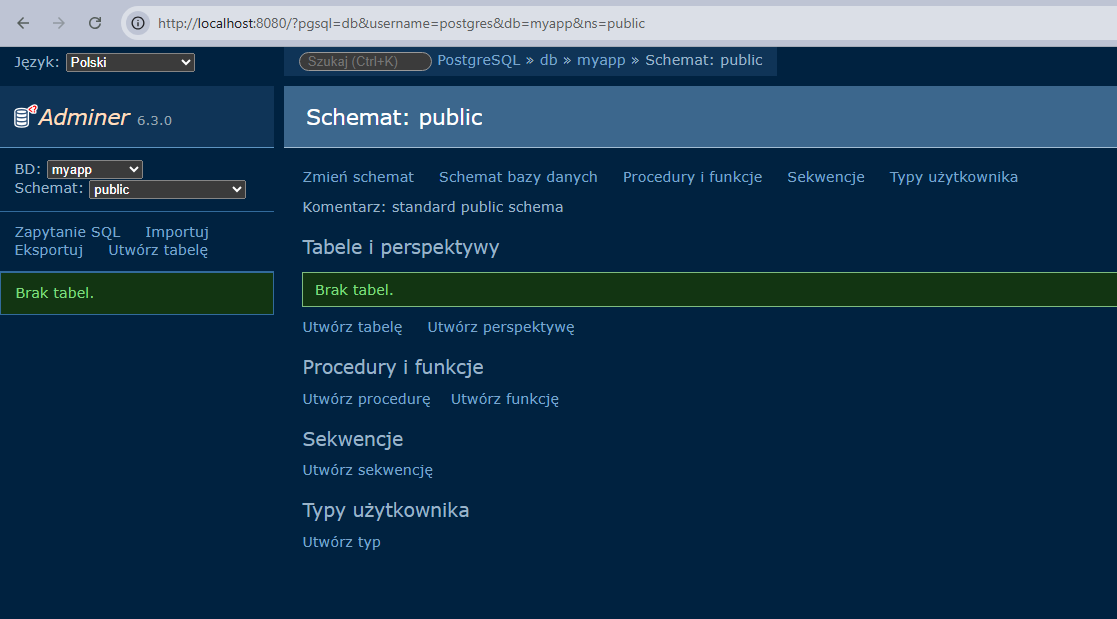 http://localhost:8080/?pgsql=db&username=postgres&db=myapp&ns=public
Język: Polski
Szukaj (Ctrl+K) PostgreSQL » db » myapp » Schemat: public
Adminer 6.3.0
Schemat: public
BD: myapp
Schemat: public
Zapytanie SQL Importuj
Eksportuj Utwórz tabelę
Brak tabel.
Zmień schemat Schemat bazy danych Procedury i funkcje Sekwencje Typy użytkownika
Komentarz: standard public schema
Tabele i perspektywy
Brak tabel.
Utwórz tabelę Utwórz perspektywę
Procedury i funkcje
Utwórz procedurę Utwórz funkcję
Sekwencje
Utwórz sekwencję
Typy użytkownika
Utwórz typ